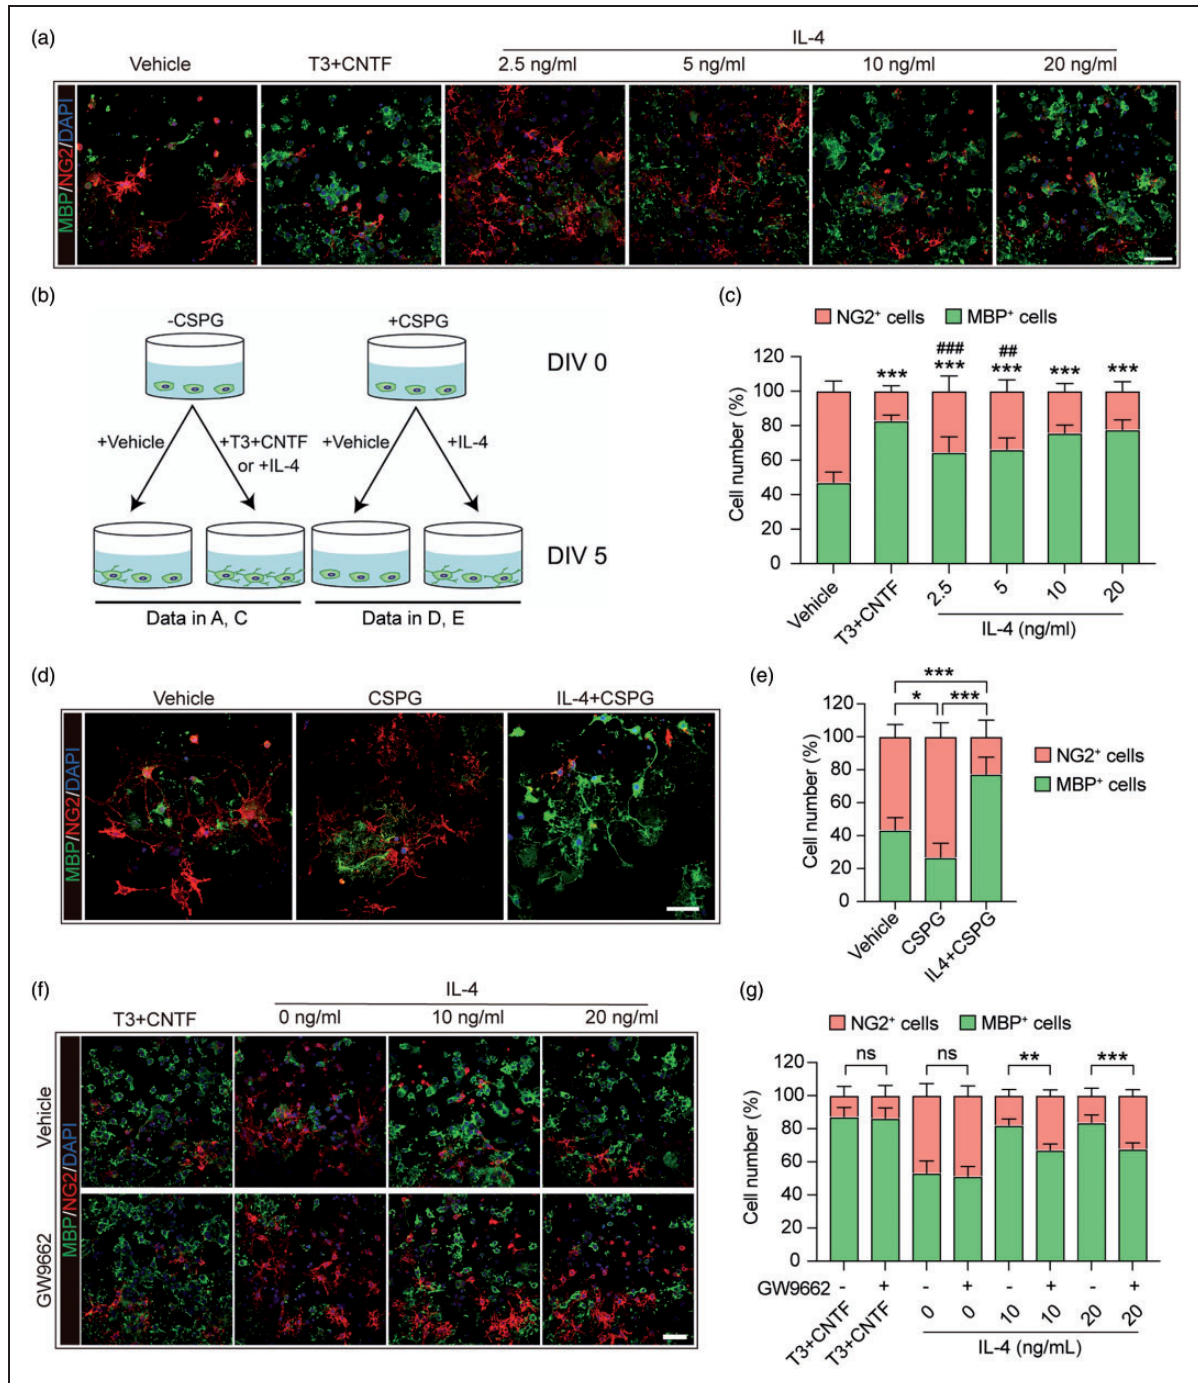 (a)
IL-4
Vehicle T3+CNTF 2.5 ng/ml 5 ng/ml 10 ng/ml 20 ng/ml
MBP/NG2/DAPI
(b)
-CSPG +CSPG
DIV 0
+Vehicle +T3+CNTF or +IL-4 +Vehicle +IL-4
DIV 5
Data in A, C Data in D, E
(c)
NG2+ cells MBP+ cells
Cell number (%)
120
100
80
60
40
20
0
*** ### *** ## *** *** ***
Vehicle T3+CNTF 2.5 5 10 20
IL-4 (ng/ml)
(d)
Vehicle CSPG IL-4+CSPG
MBP/NG2/DAPI
(e)
***
* ***
Cell number (%)
120
100
80
60
40
20
0
NG2+ cells
MBP+ cells
Vehicle CSPG IL4+CSPG
(f)
IL-4
T3+CNTF 0 ng/ml 10 ng/ml 20 ng/ml
MBP/NG2/DAPI
Vehicle
GW9662
(g)
NG2+ cells MBP+ cells
Cell number (%)
120
100
80
60
40
20
0
ns ns ** ***
GW9662 - + - + - + - +
T3+CNTF T3+CNTF 0 0 10 10 20 20
IL-4 (ng/mL)